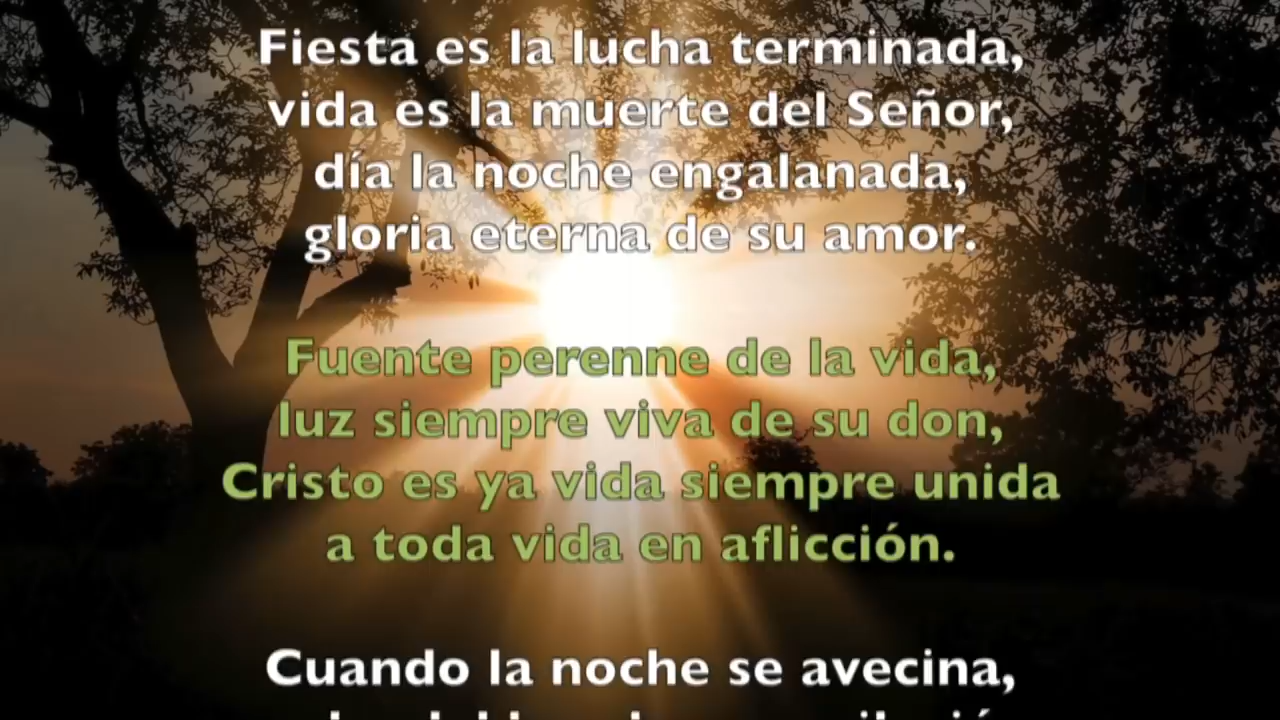 Fiesta es la lucha terminada,
vida es la muerte del Señor,
día la noche engalanada,
gloria eterna de su amor.
Fuente perenne de la vida,
luz siempre viva de su don,
Cristo es ya vida siempre unida
a toda vida en aflicción.
Cuando la noche se avecina,